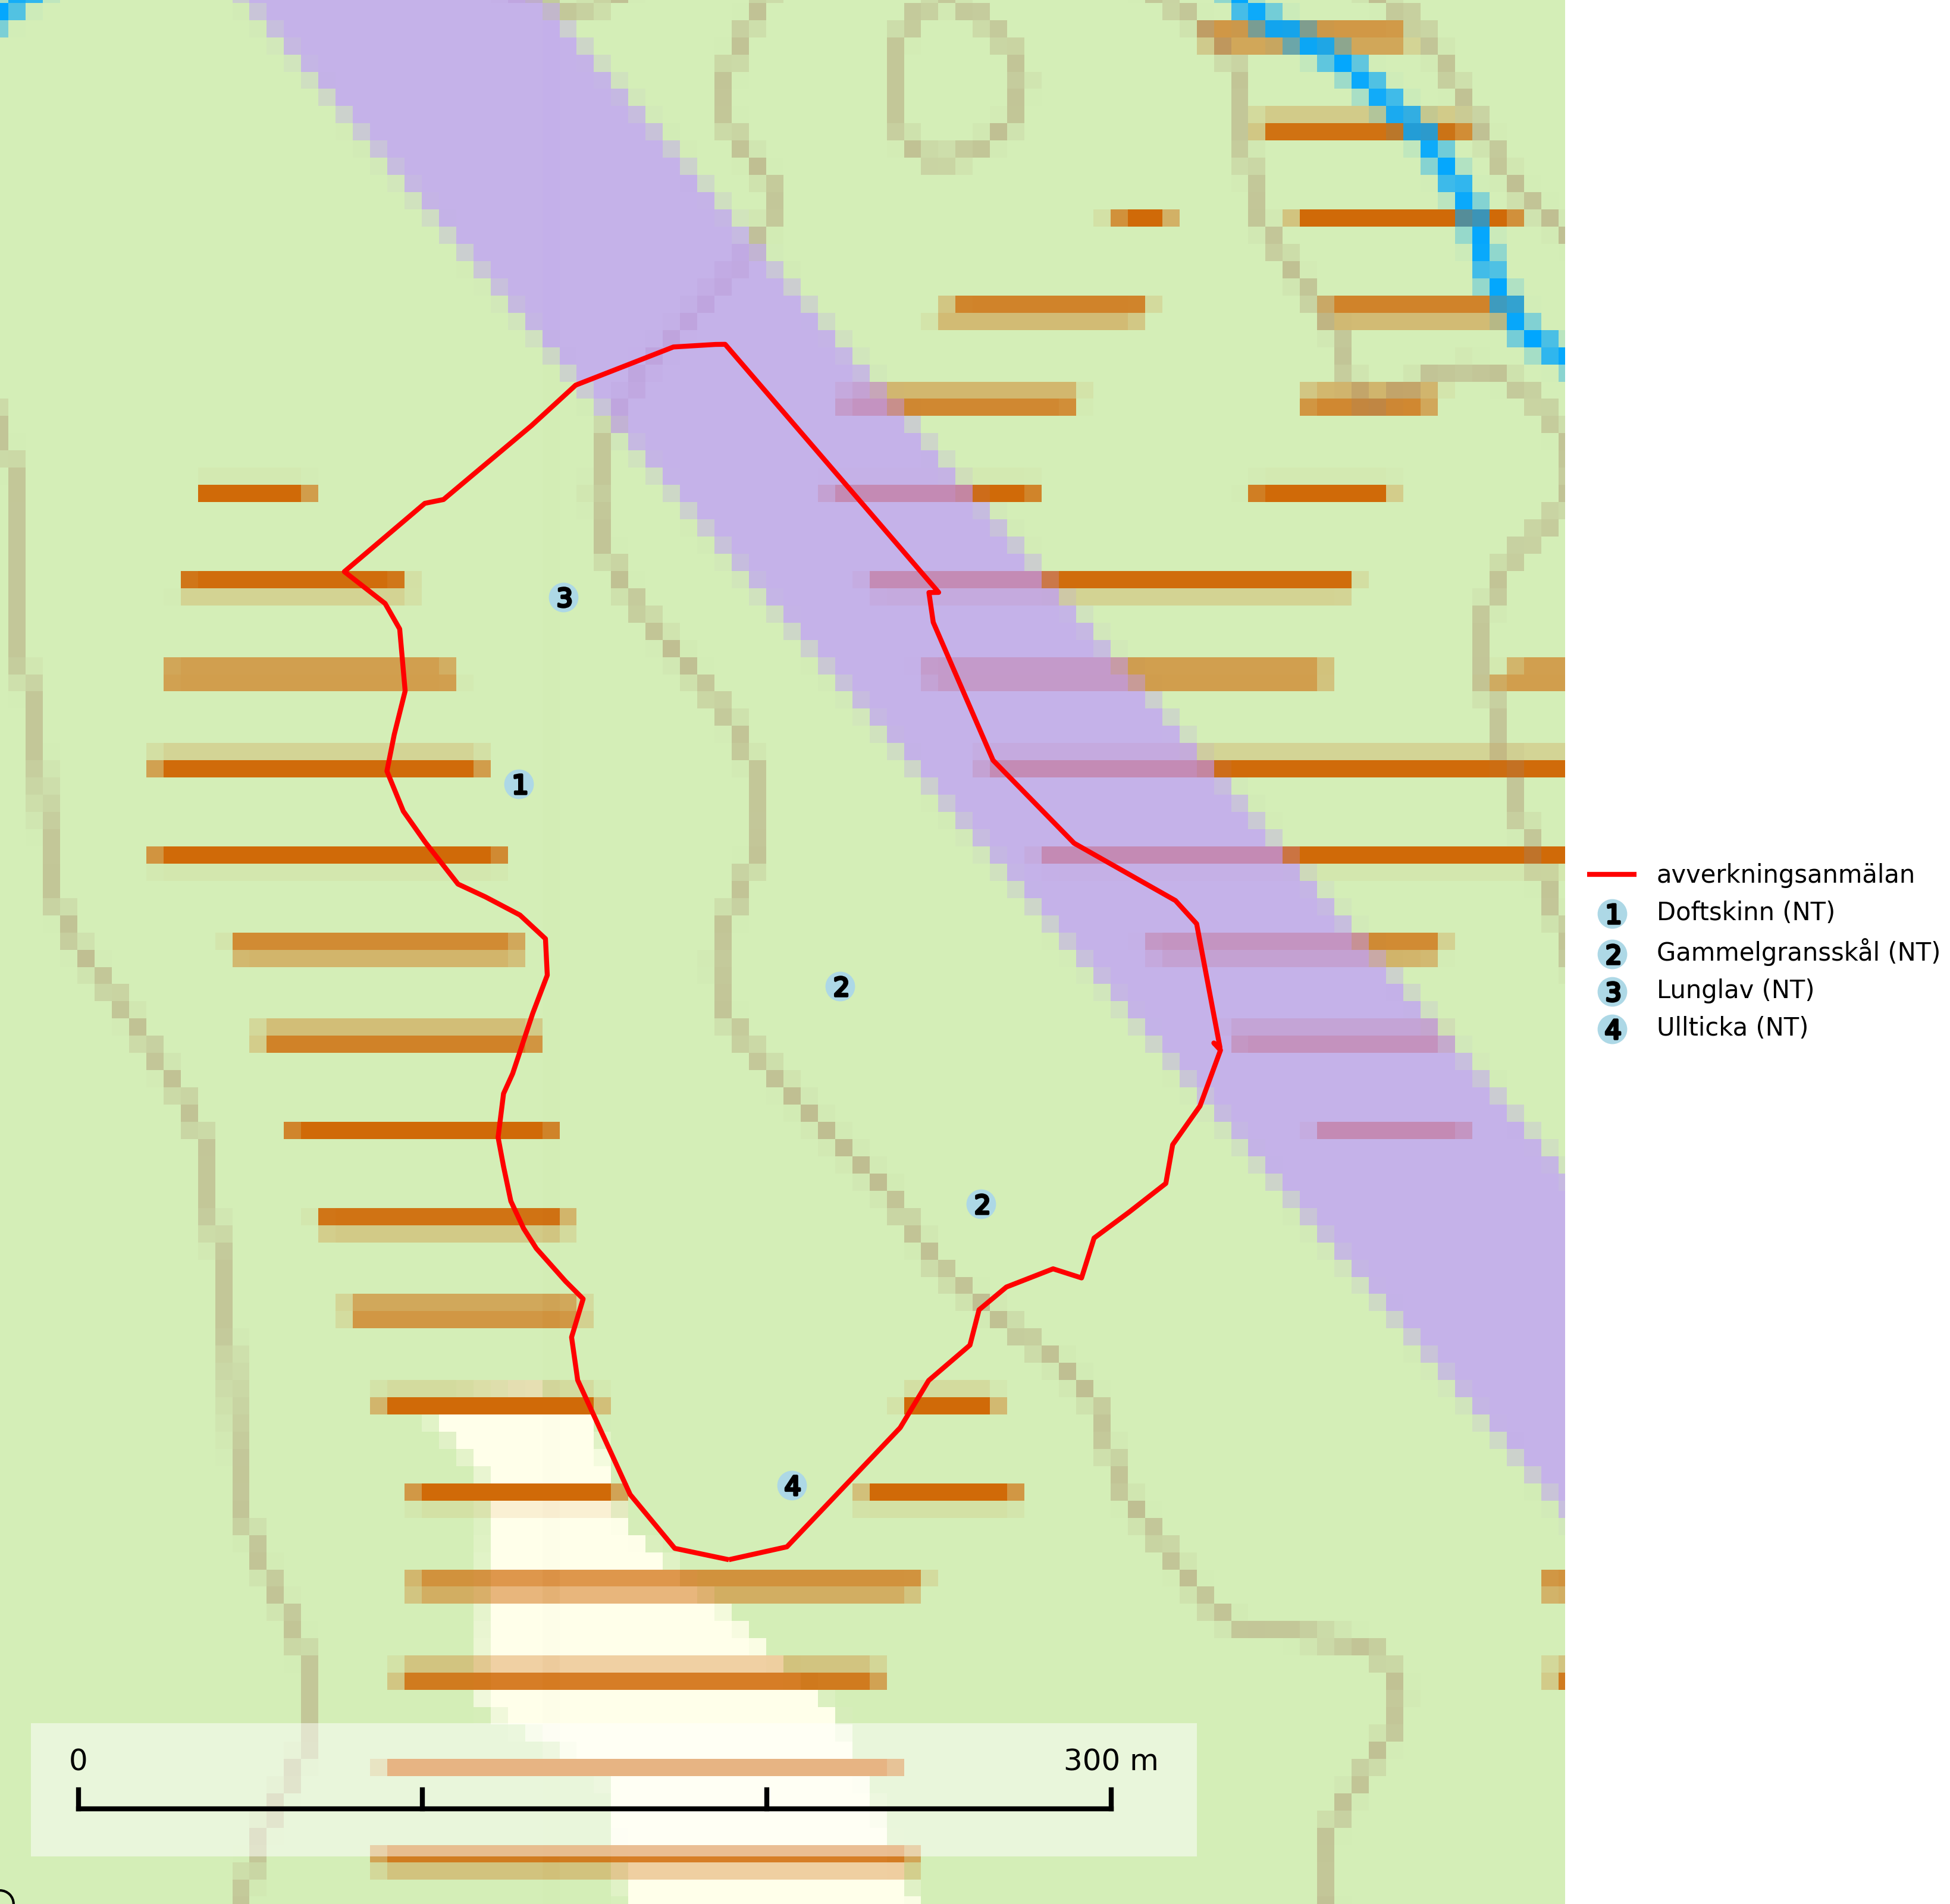 3
1
2
2
4
avverkningsanmälan
1 Doftskinn (NT)
2 Gammelgransskål (NT)
3 Lunglav (NT)
4 Ullticka (NT)
0 300 m